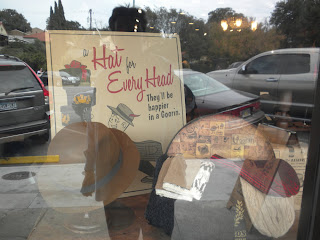 a Hat for
Every Head
They'll be
happier
in a Goorin.